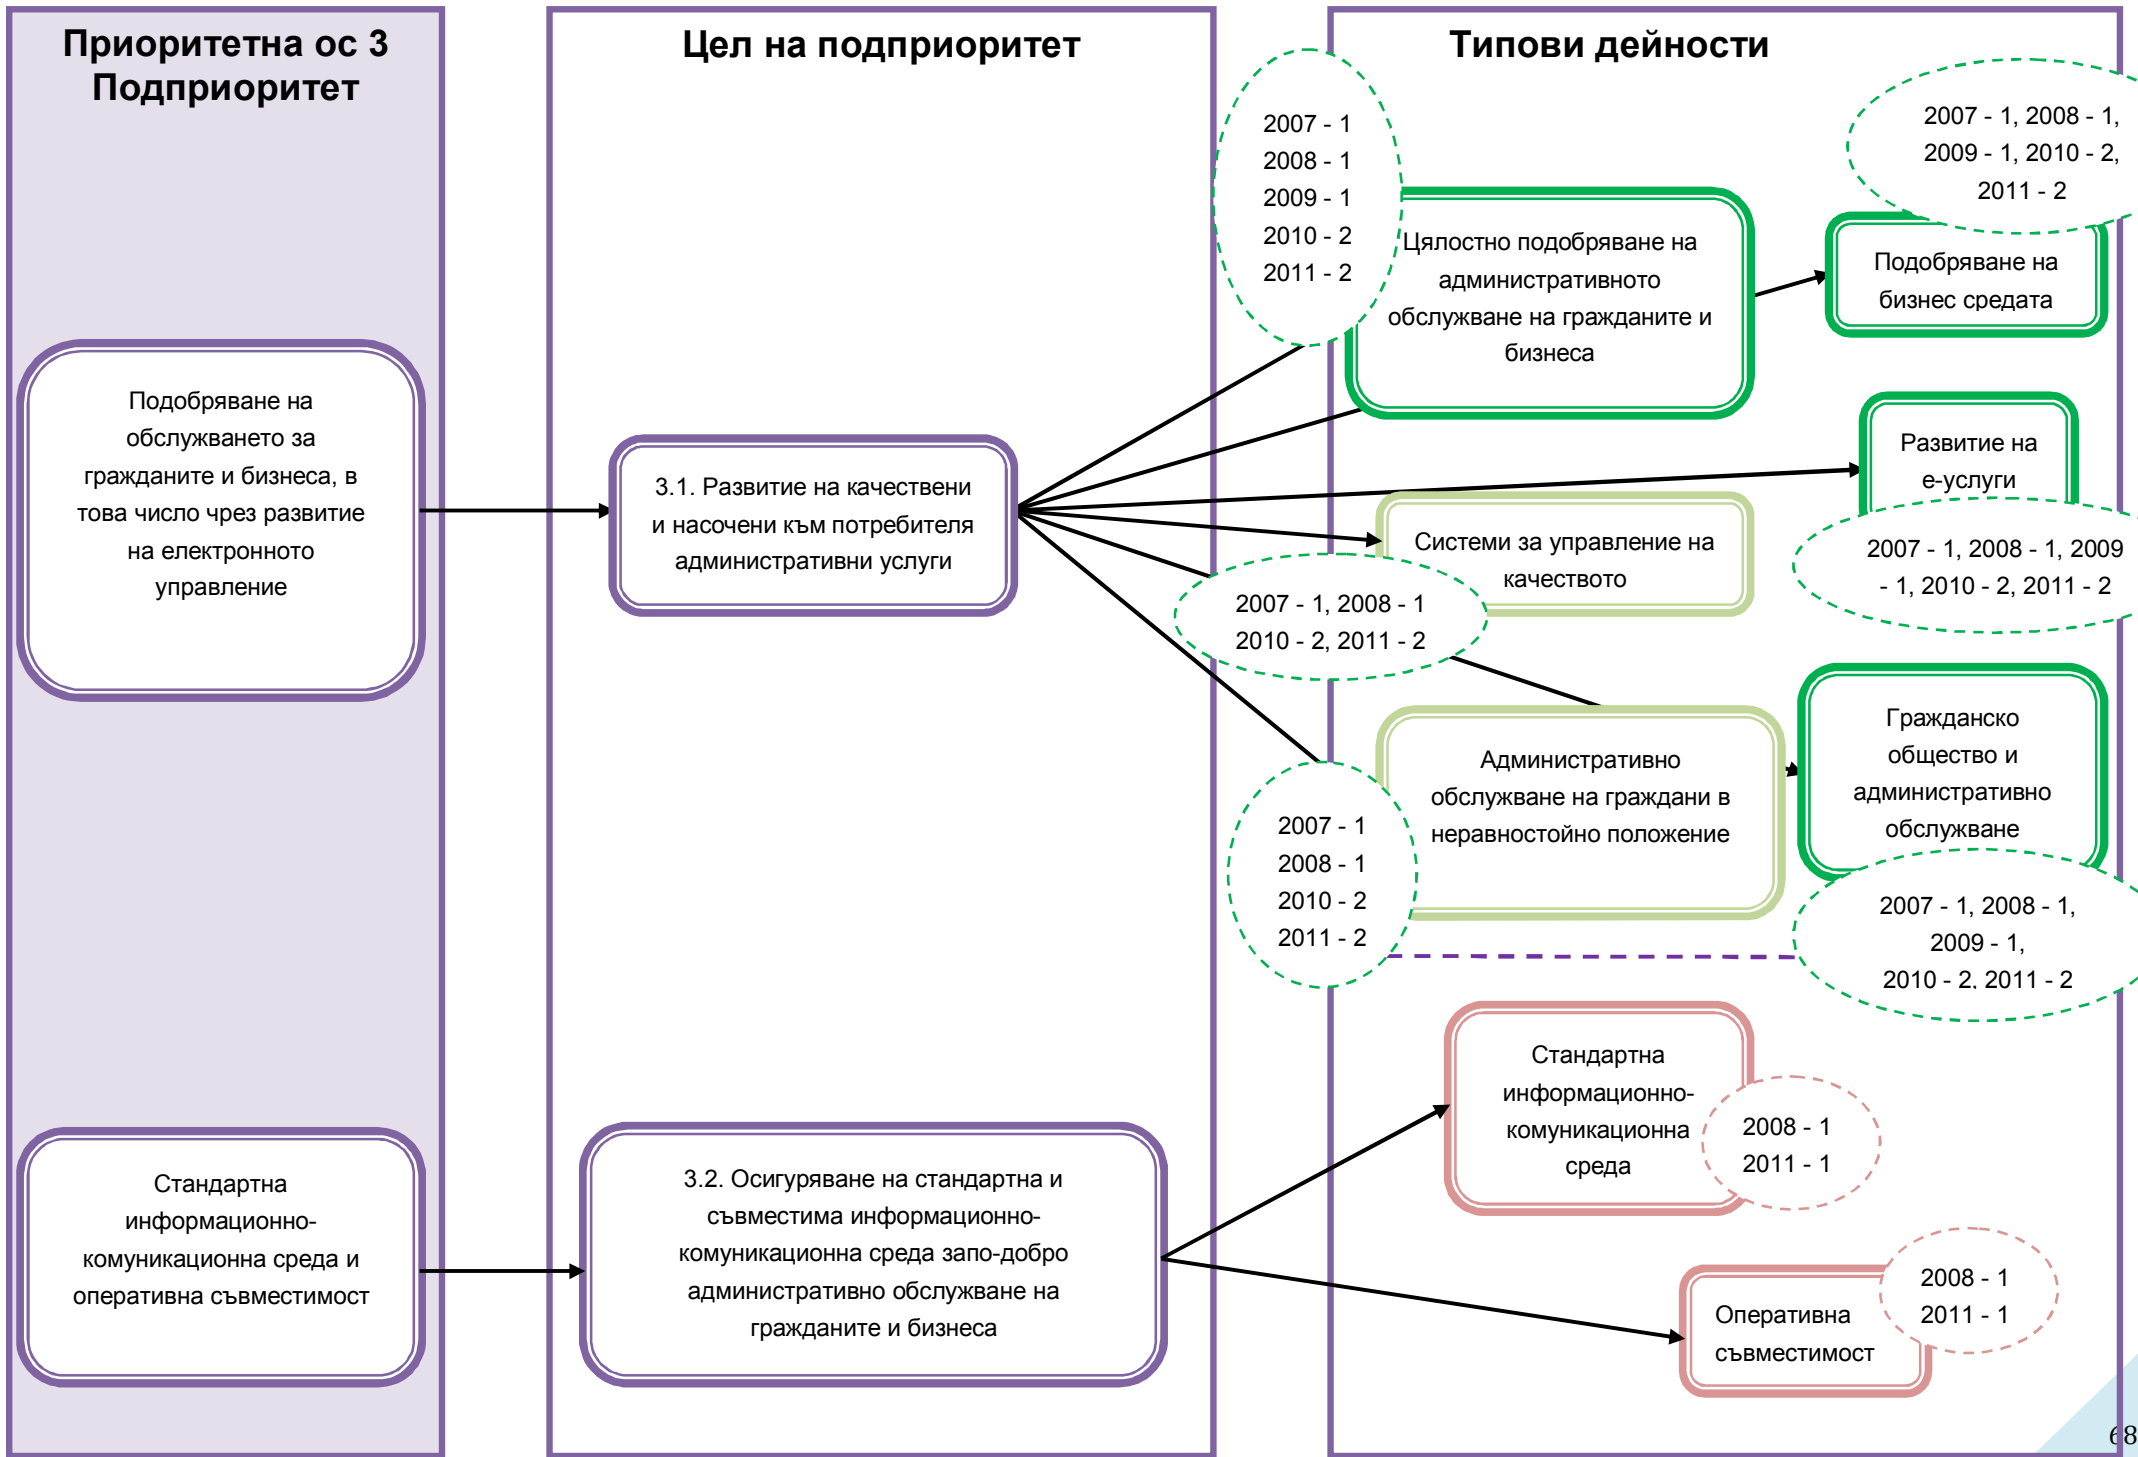 Приоритетна ос 3
Подприоритет
Цел на подприоритет
Типови дейности
Подобряване на
обслужването за
гражданите и бизнеса, в
това число чрез развитие
на електронното
управление
3.1. Развитие на качествени
и насочени към потребителя
административни услуги
2007 - 1
2008 - 1
2009 - 1
2010 - 2
2011 - 2
Цялостно подобряване на
административното
обслужване на гражданите и
бизнеса
2007 - 1, 2008 - 1,
2009 - 1, 2010 - 2,
2011 - 2
Подобряване на
бизнес средата
Развитие на
е-услуги
2007 - 1, 2008 - 1, 2009
- 1, 2010 - 2, 2011 - 2
Системи за управление на
качеството
2007 - 1, 2008 - 1
2010 - 2, 2011 - 2
Административно
обслужване на граждани в
неравностойно положение
2007 - 1
2008 - 1
2010 - 2
2011 - 2
Гражданско
общество и
административно
обслужване
2007 - 1, 2008 - 1,
2009 - 1,
2010 - 2, 2011 - 2
Стандартна
информационно-
комуникационна среда и
оперативна съвместимост
3.2. Осигуряване на стандартна и
съвместима информационно-
комуникационна среда запо-добро
административно обслужване на
гражданите и бизнеса
Стандартна
информационно-
комуникационна
среда
2008 - 1
2011 - 1
Оперативна
съвместимост
2008 - 1
2011 - 1
68